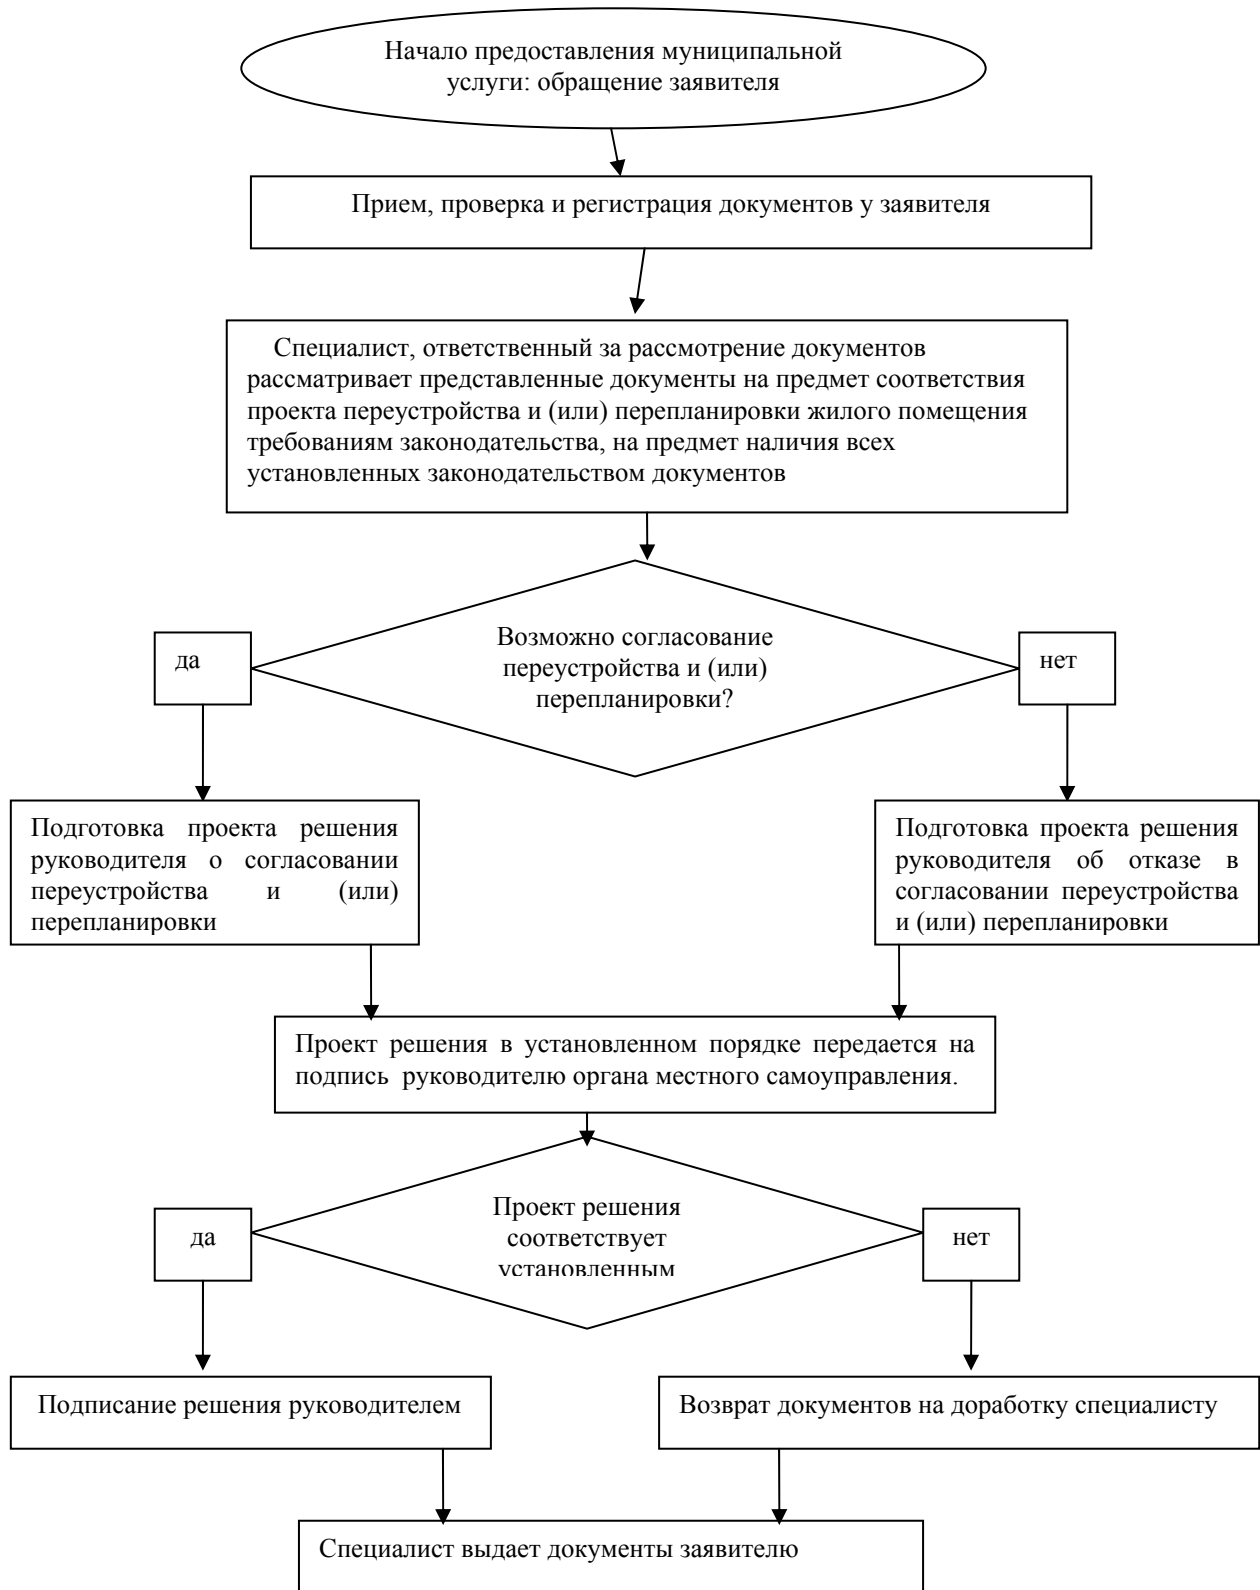 Начало предоставления муниципальной
услуги: обращение заявителя
Прием, проверка и регистрация документов у заявителя
Специалист, ответственный за рассмотрение документов
рассматривает представленные документы на предмет соответствия
проекта переустройства и (или) перепланировки жилого помещения
требованиям законодательства, на предмет наличия всех
установленных законодательством документов
Возможно согласование
переустройства и (или)
перепланировки?
да
нет
Подготовка проекта решения
руководителя о согласовании
переустройства и (или)
перепланировки
Подготовка проекта решения
руководителя об отказе в
согласовании переустройства
и (или) перепланировки
Проект решения в установленном порядке передается на
подпись руководителю органа местного самоуправления.
Проект решения
соответствует
установленным
да
нет
Подписание решения руководителем
Возврат документов на доработку специалисту
Специалист выдает документы заявителю